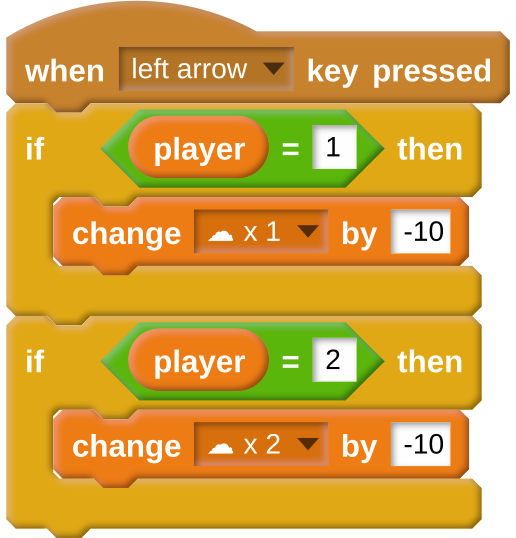 when left arrow key pressed
if player = 1 then
change ☁ x 1 by -10
if player = 2 then
change ☁ x 2 by -10